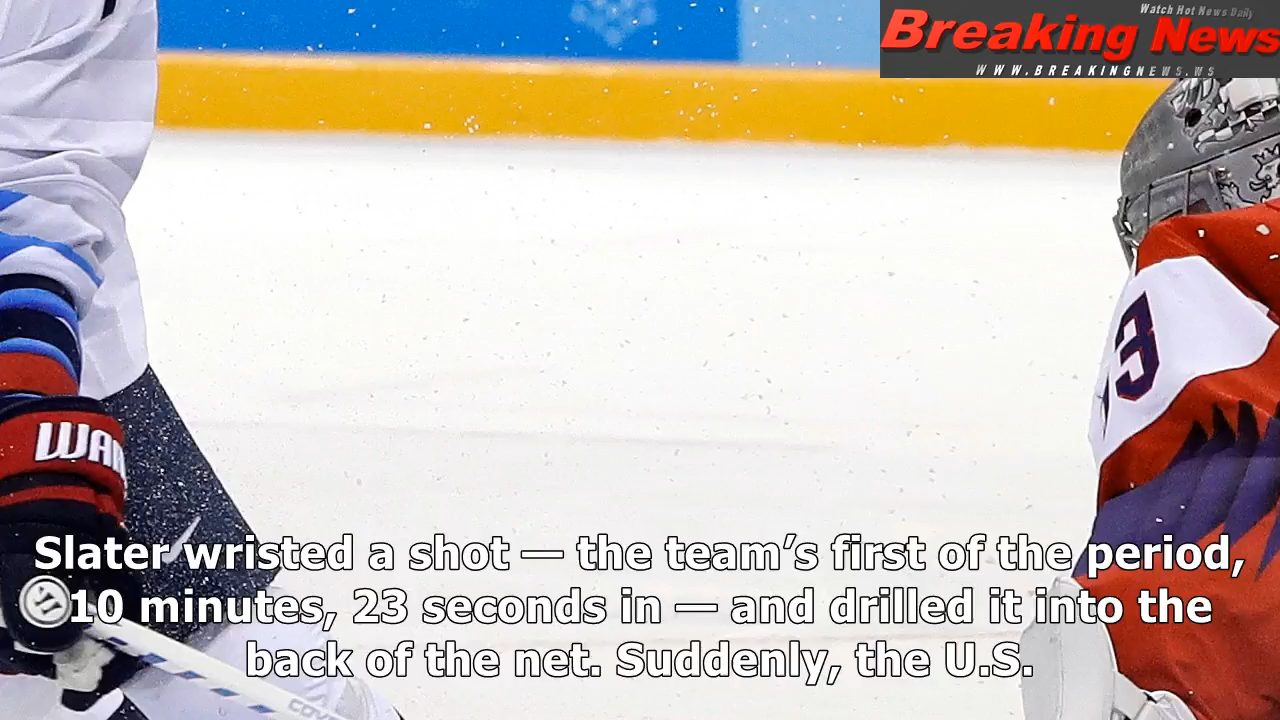 Watch Hot News Daily
Breaking News
WWW.BREAKINGNEWS.WS
3
WAR
Slater wristed a shot — the team’s first of the period,
10 minutes, 23 seconds in — and drilled it into the
back of the net. Suddenly, the U.S.